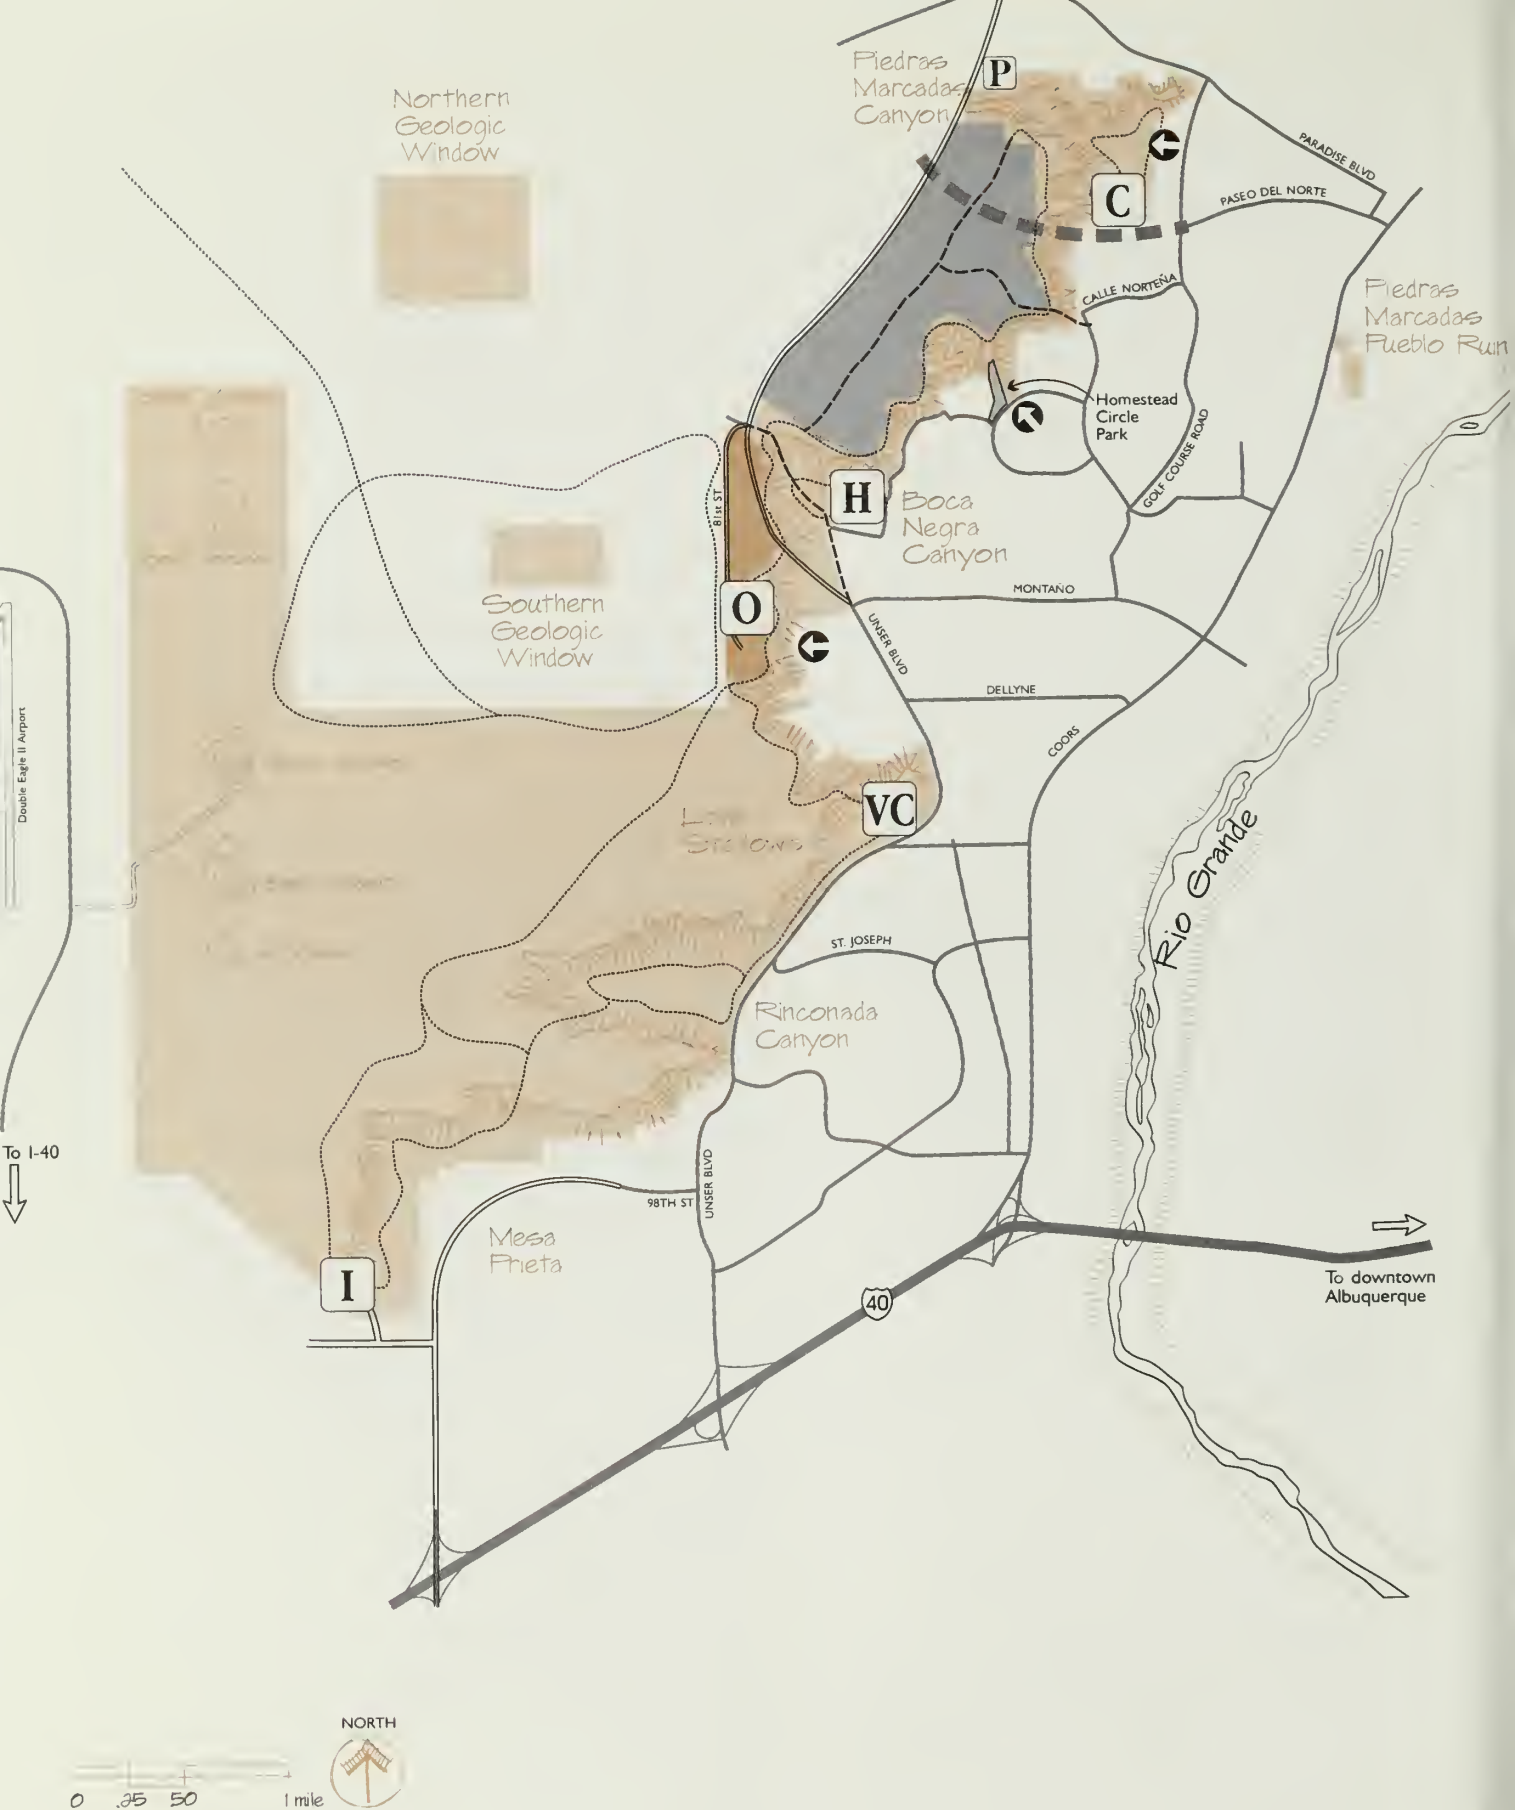 Piedras
Marcadas
Canyon
P
Northern
Geologic
Window
PARADISE BLVD
C
PASEO DEL NORTE
CALLE NORTEÑA
Piedras
Marcadas
Pueblo Ruin
Homestead
Circle
Park
GOLF COURSE ROAD
81st ST
H
Boca
Negra
Canyon
MONTAÑO
O
Southern
Geologic
Window
UNSER BLVD
DELLYNE
COORS
Double Eagle II Airport
VC
Rio Grande
ST. JOSEPH
Rinconada
Canyon
To I-40
98TH ST
UNSER BLVD
Mesa
Prieta
I
40
To downtown
Albuquerque
NORTH
0 .25 50 1 mile